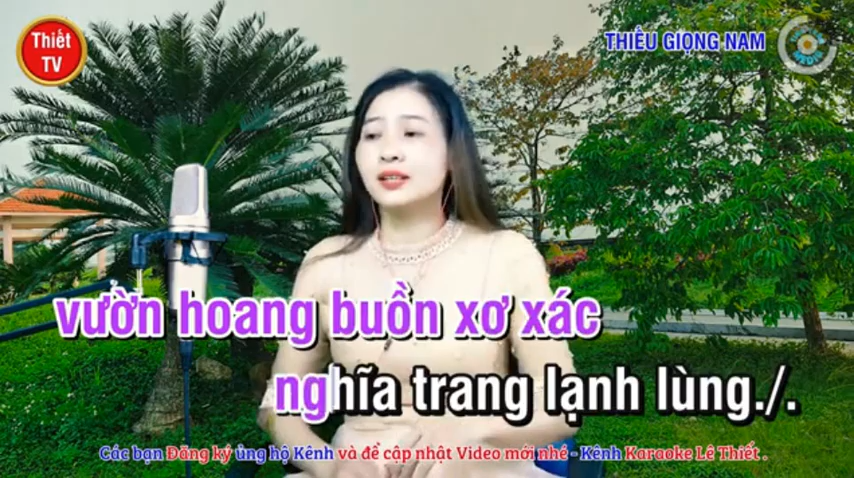 Thiết
TV
THIẾU GIỌNG NAM
vườn hoang buồn xơ xác
nghĩa trang lạnh lùng./.
Các bạn Đăng ký ủng hộ Kênh và để cập nhật Video mới nhé - Kênh Karaoke Lê Thiết .